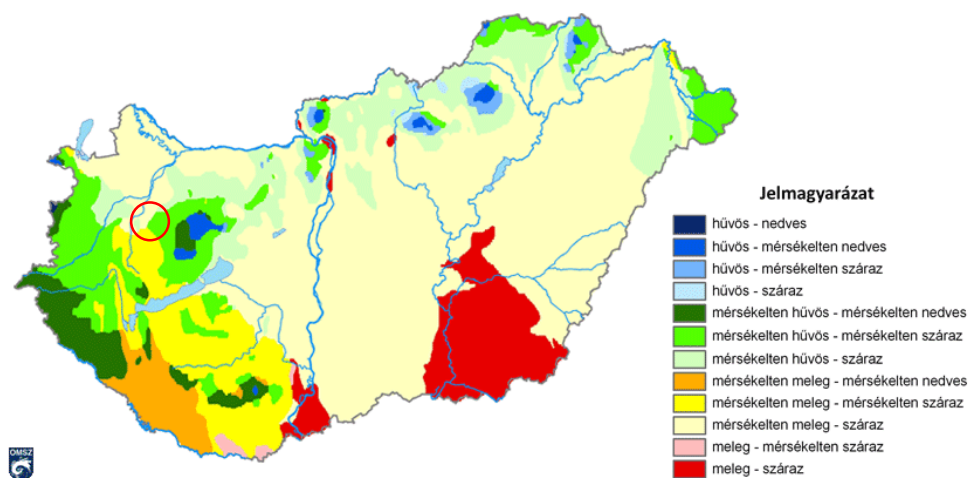 Jelmagyarázat
hűvös - nedves
hűvös - mérsékelten nedves
hűvös - mérsékelten száraz
hűvös - száraz
mérsékelten hűvös - mérsékelten nedves
mérsékelten hűvös - mérsékelten száraz
mérsékelten hűvös - száraz
mérsékelten meleg - mérsékelten nedves
mérsékelten meleg - mérsékelten száraz
mérsékelten meleg - száraz
meleg - mérsékelten száraz
meleg - száraz
OMSZ